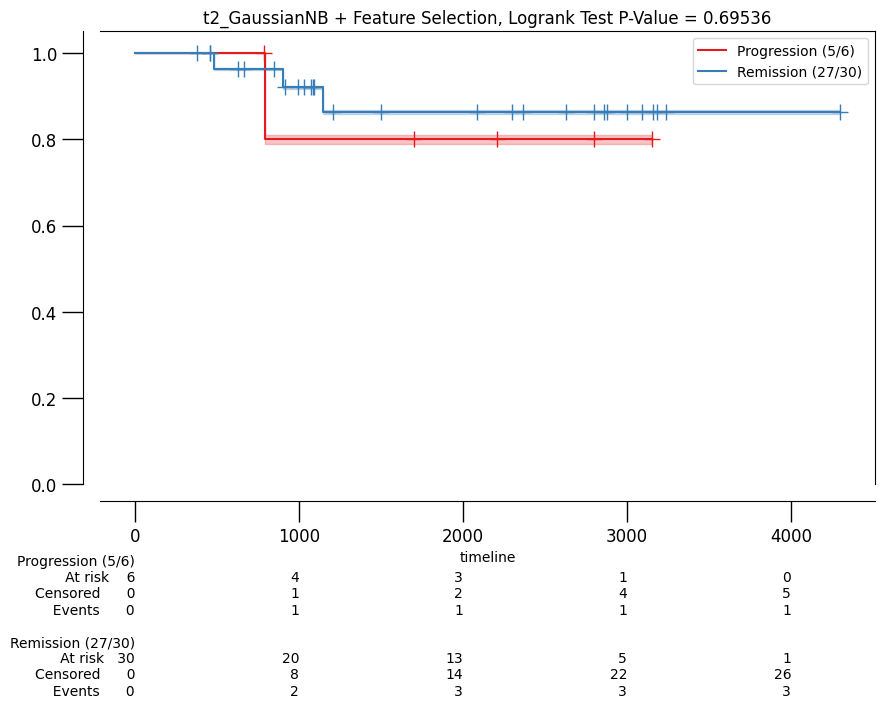 t2_GaussianNB + Feature Selection, Logrank Test P-Value = 0.69536
Progression (5/6)
Remission (27/30)
1.0
0.8
0.6
0.4
0.2
0.0
0 1000 2000 3000 4000
timeline
Progression (5/6)
At risk 6 4 3 1 0
Censored 0 1 2 4 5
Events 0 1 1 1 1
Remission (27/30)
At risk 30 20 13 5 1
Censored 0 8 14 22 26
Events 0 2 3 3 3